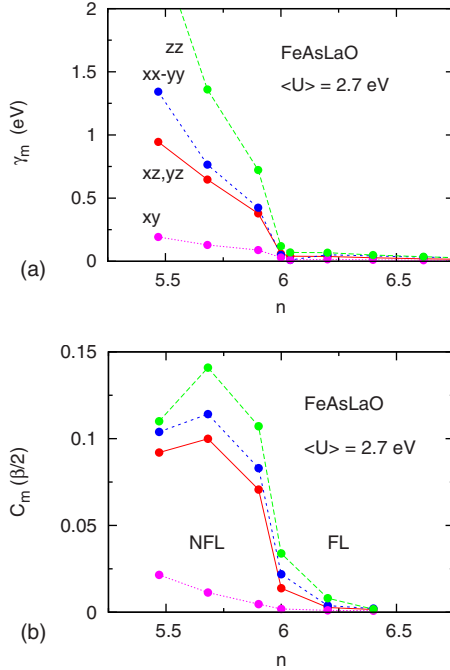 2
FeAsLaO
zz
<U> = 2.7 eV
1.5
xx-yy
γm (eV)
1
xz,yz
0.5
xy
0
5.5
6
6.5
(a)
n
0.15
FeAsLaO
<U> = 2.7 eV
0.1
Cm (β/2)
0.05
NFL
FL
0
5.5
6
6.5
(b)
n